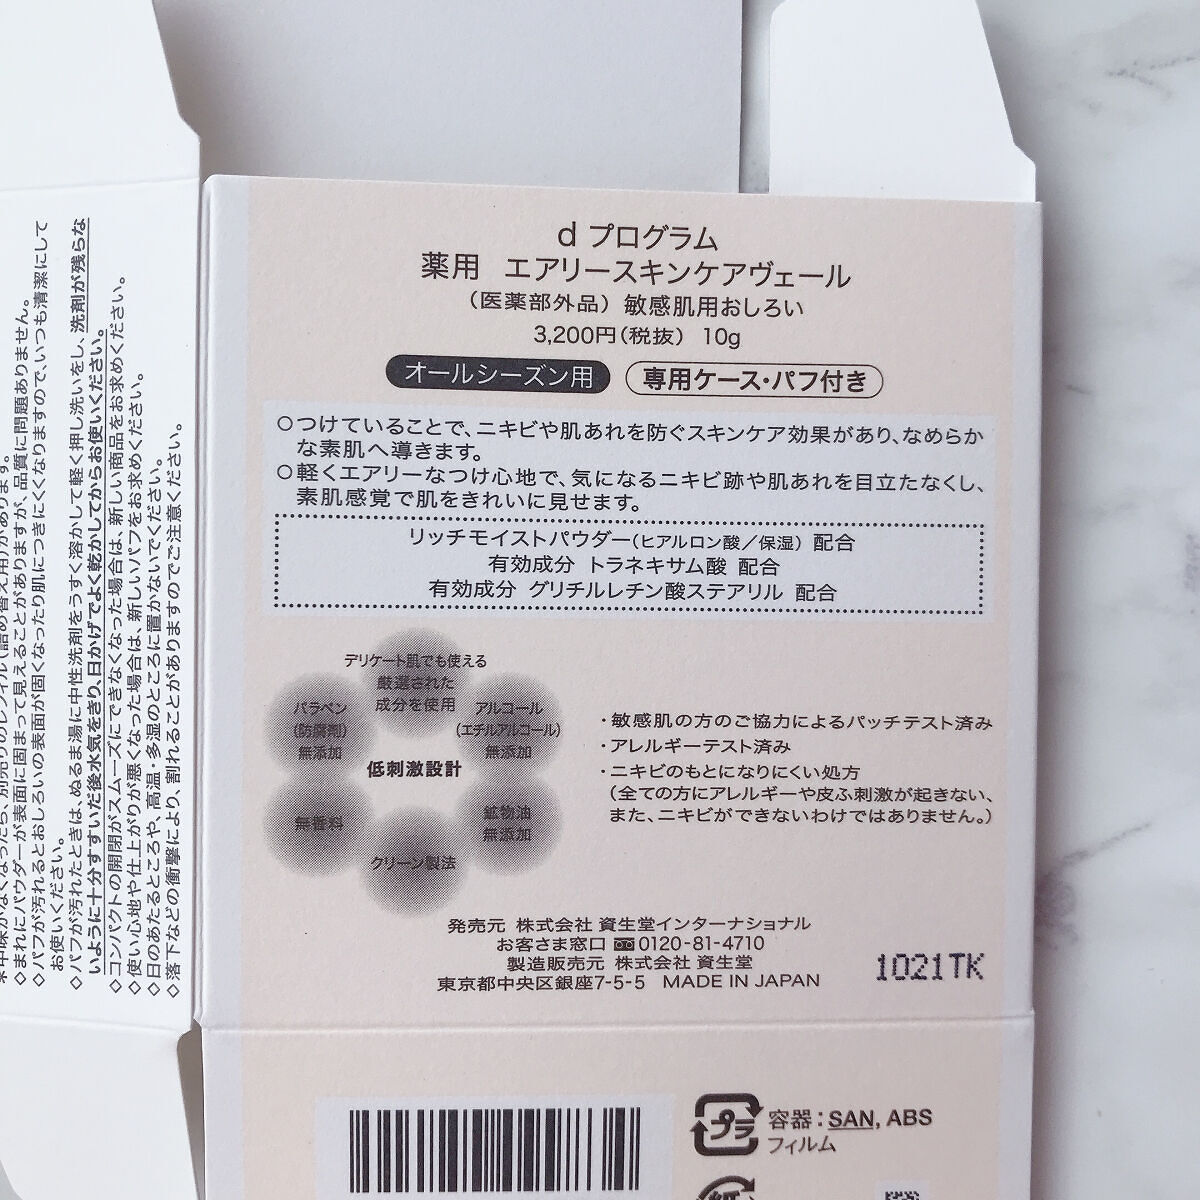 d プログラム
薬用 エアリースキンケアヴェール
（医薬部外品）敏感肌用おしろい
3,200円（税抜） 10g
オールシーズン用 専用ケース・パフ付き
○つけていることで、ニキビや肌あれを防ぐスキンケア効果があり、なめらか
な素肌へ導きます。
○軽くエアリーなつけ心地で、気になるニキビ跡や肌あれを目立たなくし、
素肌感覚で肌をきれいに見せます。
リッチモイストパウダー（ヒアルロン酸／保湿）配合
有効成分 トラネキサム酸 配合
有効成分 グリチルレチン酸ステアリル 配合
デリケート肌でも使える
厳選された
成分を使用
パラベン
（防腐剤）
無添加
アルコール
（エチルアルコール）
無添加
低刺激設計
無香料
鉱物油
無添加
クリーン製法
・敏感肌の方のご協力によるパッチテスト済み
・アレルギーテスト済み
・ニキビのもとになりにくい処方
（全ての方にアレルギーや皮ふ刺激が起きない、
また、ニキビができないわけではありません。）
発売元 株式会社 資生堂インターナショナル
お客さま窓口 0120-81-4710
製造販売元 株式会社 資生堂
東京都中央区銀座7-5-5 MADE IN JAPAN
1021TK
プラ
容器：SAN, ABS
フィルム
紙
※中味がなくなったら、別売りのレフィル（詰め替え用）があります。
◇まれにパウダーが表面に固まって見えることがありますが、品質に問題ありません。
◇パフが汚れるとおしろいの表面が固くなったり肌につきにくくなりますので、いつも清潔にして
お使いください。
◇パフが汚れたときは、ぬるま湯に中性洗剤をうすく溶かして軽く押し洗いをし、洗剤が残らな
いように十分すすいだ後水気をきり、日かげでよく乾かしてからお使いください。
◇コンパクトの開閉がスムーズにできなくなった場合は、新しい商品をお求めください。
◇使い心地や仕上がりが悪くなった場合は、新しいパフをお求めください。
◇日のあたるところや、高温・多湿のところに置かないでください。
◇落下などの衝撃により、割れることがありますのでご注意ください。